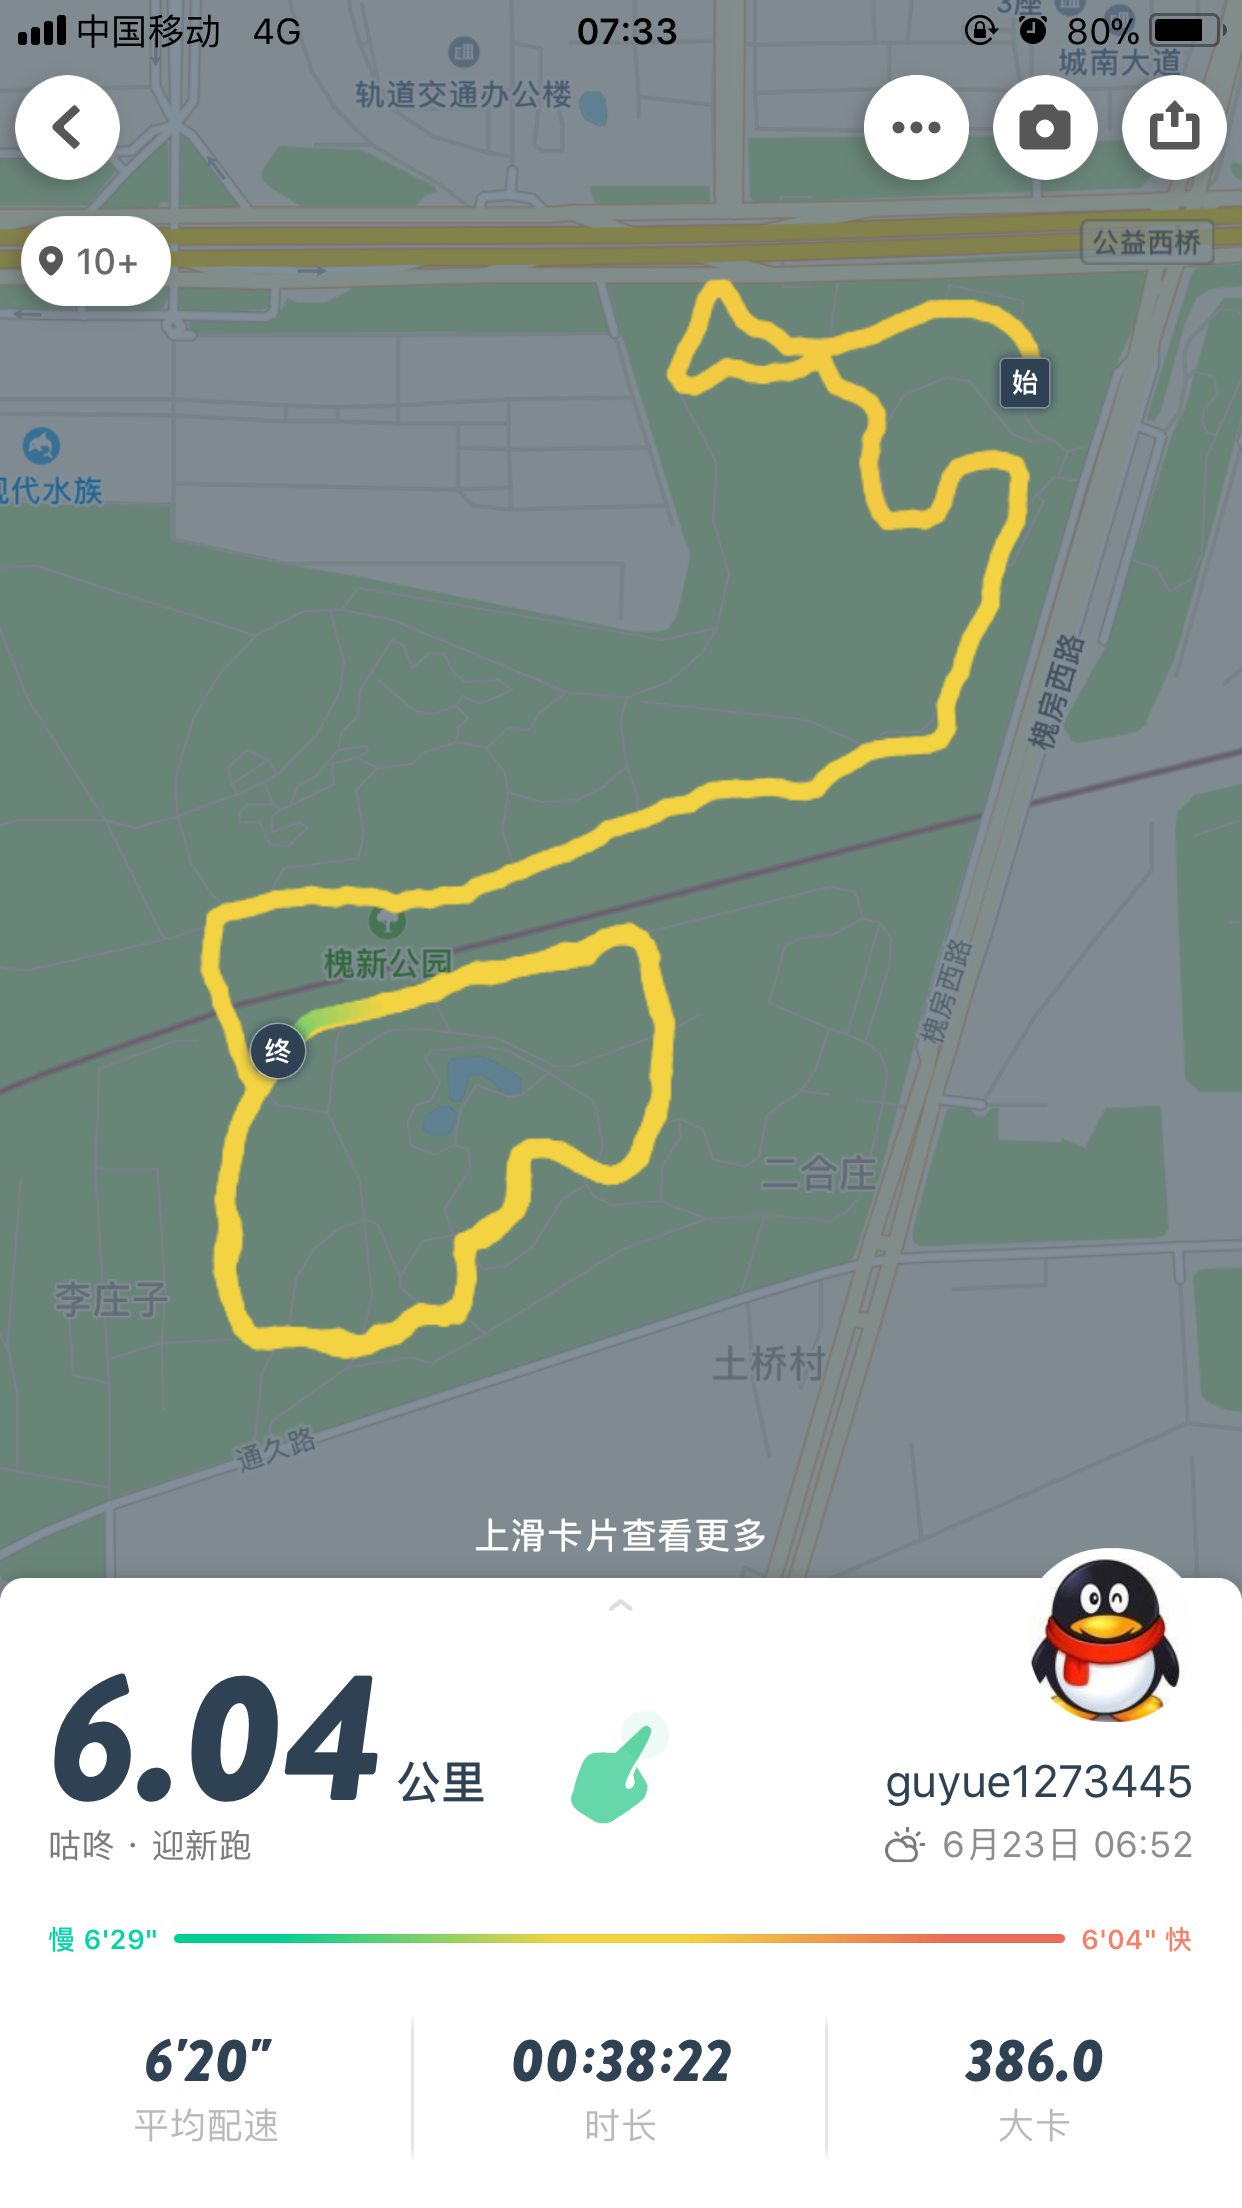 中国移动 4G 07:33 80%
3座
城南大道
轨道交通办公楼
10+
公益西桥
始
现代水族
槐房西路
槐新公园
槐房西路
终
二合庄
李庄子
土桥村
通久路
上滑卡片查看更多
6.04 公里
guyue1273445
咕咚 · 迎新跑
6月23日 06:52
慢 6'29" 6'04" 快
6'20" 00:38:22 386.0
平均配速 时长 大卡